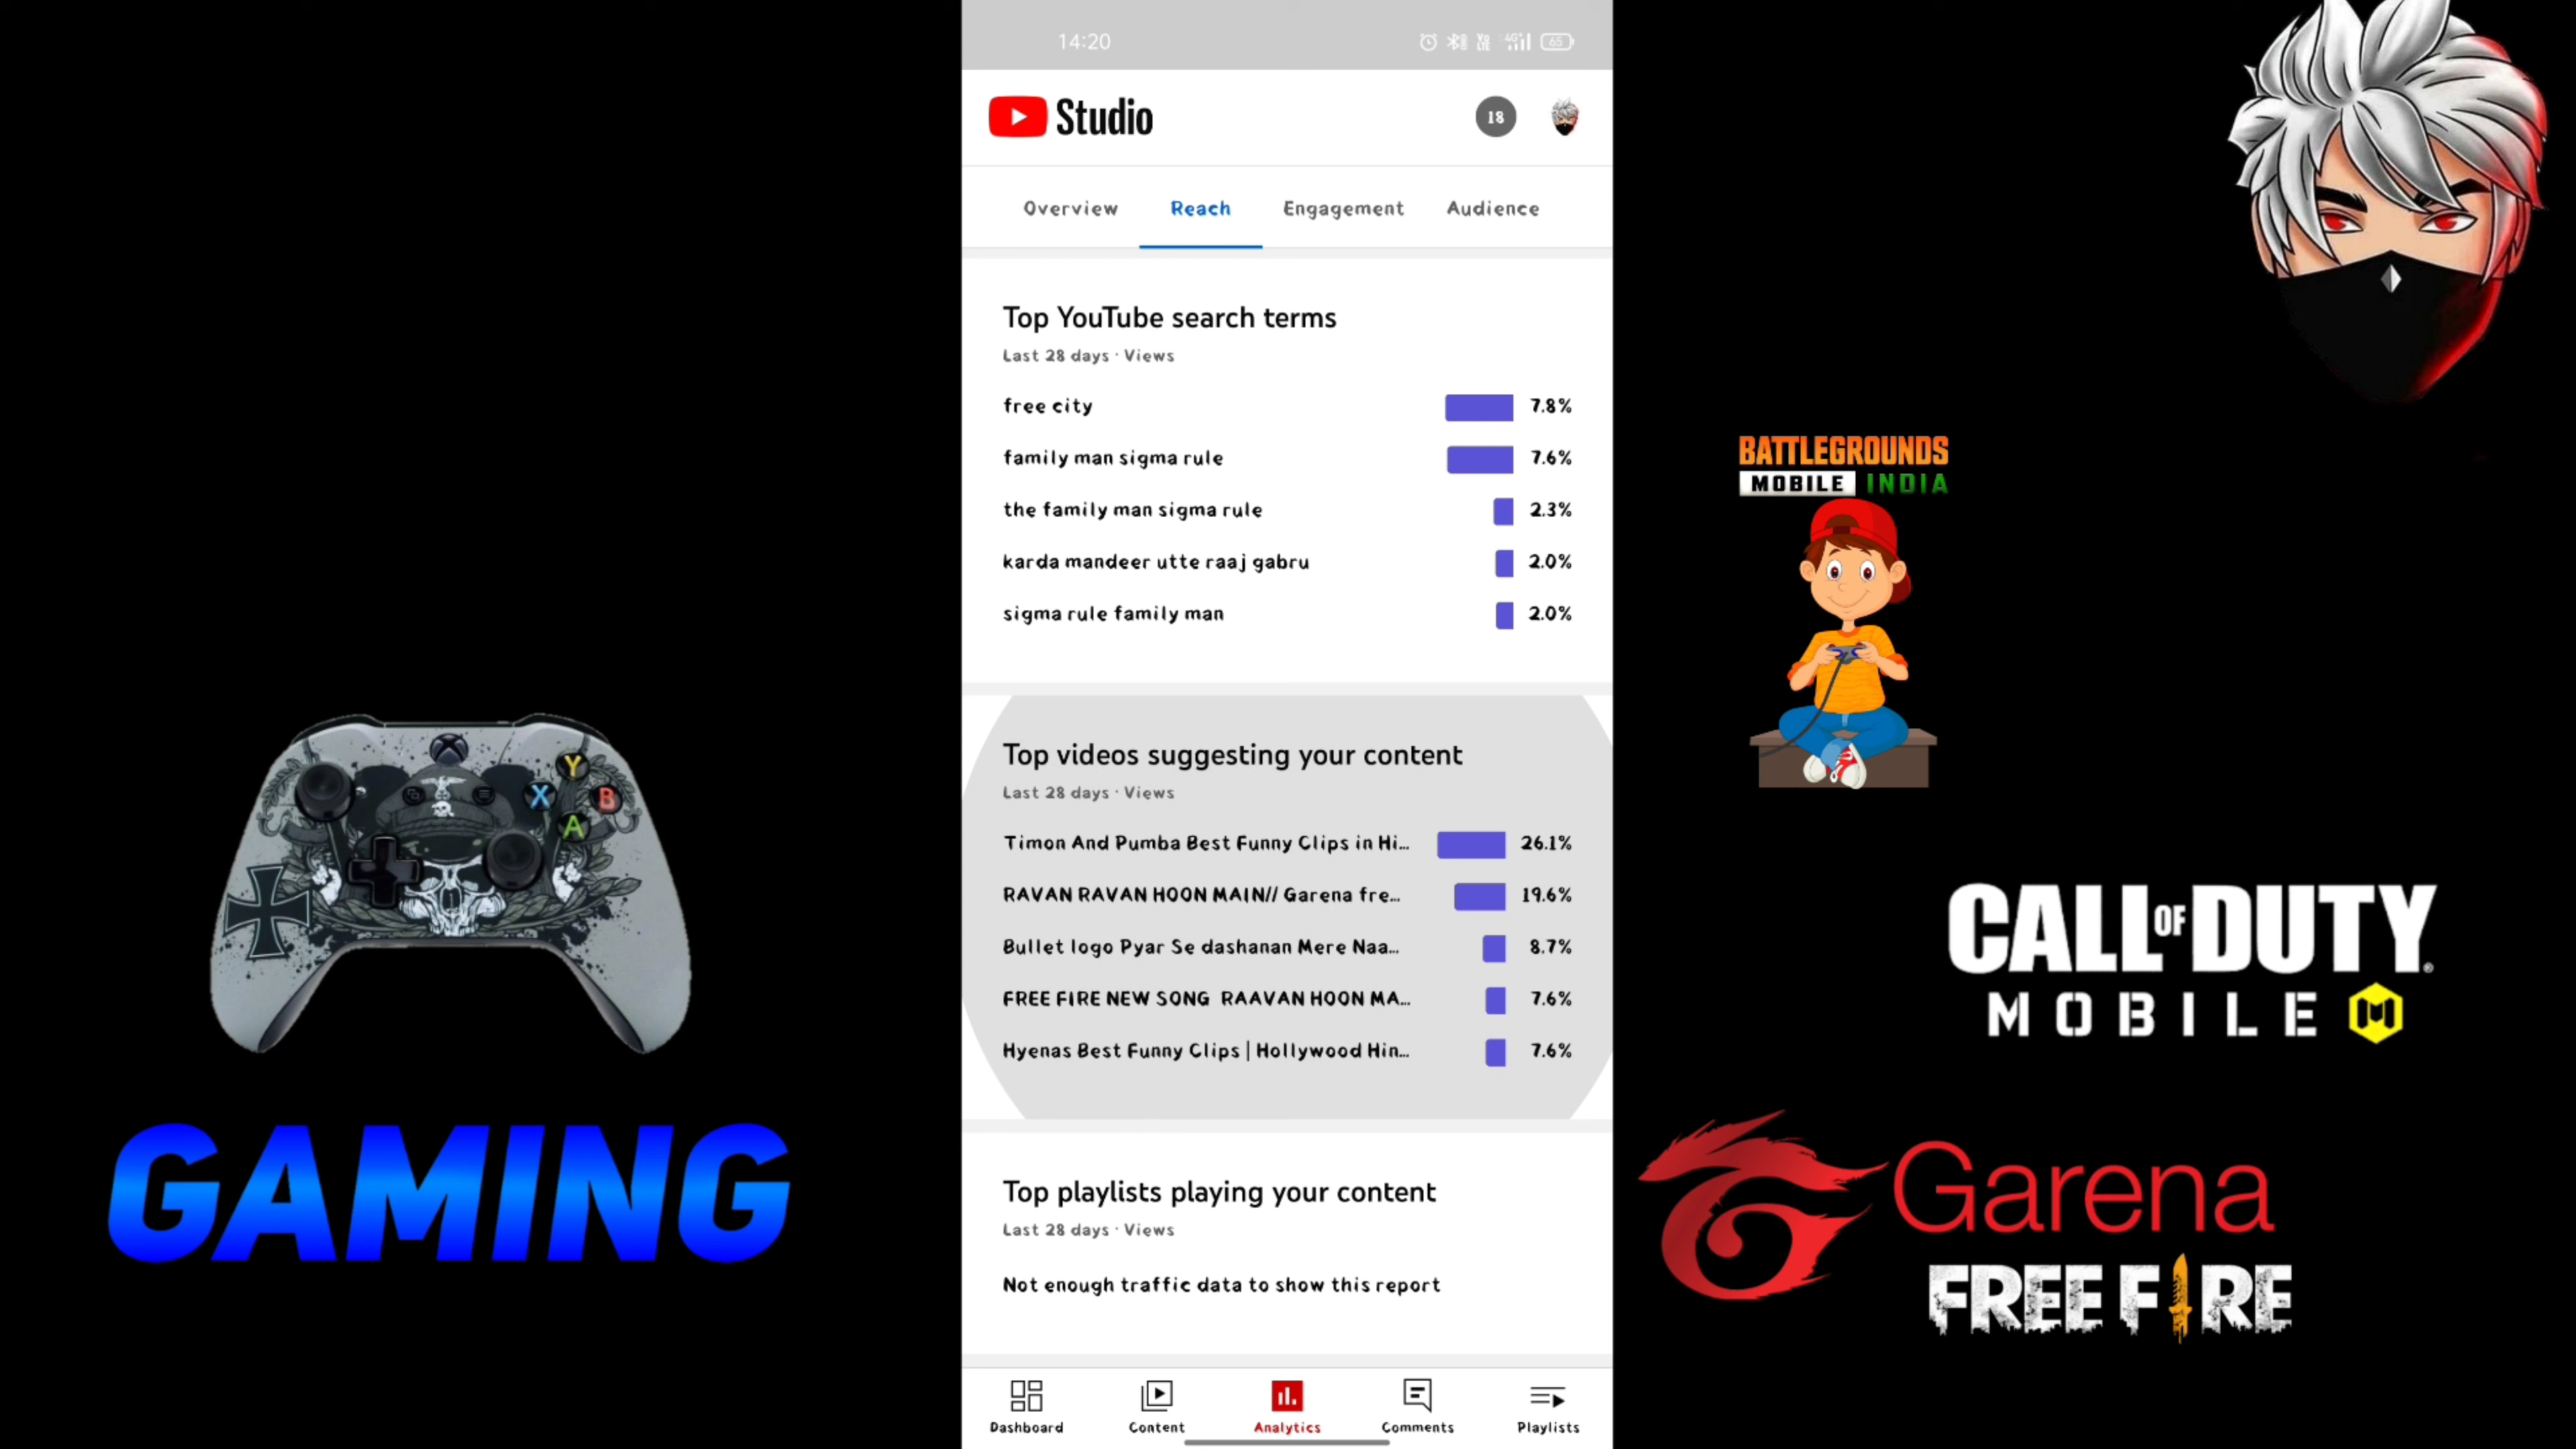 14:20
4G+
65
Studio
18
Overview Reach Engagement Audience
Top YouTube search terms
Last 28 days · Views
free city 7.8%
family man sigma rule 7.6%
the family man sigma rule 2.3%
karda mandeer utte raaj gabru 2.0%
sigma rule family man 2.0%
Top videos suggesting your content
Last 28 days · Views
Timon And Pumba Best Funny Clips in Hi... 26.1%
RAVAN RAVAN HOON MAIN// Garena fre... 19.6%
Bullet logo Pyar Se dashanan Mere Naa... 8.7%
FREE FIRE NEW SONG RAAVAN HOON MA... 7.6%
Hyenas Best Funny Clips | Hollywood Hin... 7.6%
Top playlists playing your content
Last 28 days · Views
Not enough traffic data to show this report
Dashboard Content Analytics Comments Playlists
Y
X
B
A
GAMING
BATTLEGROUNDS
MOBILE INDIA
CALL OF DUTY
MOBILE
Garena
FREE FIRE